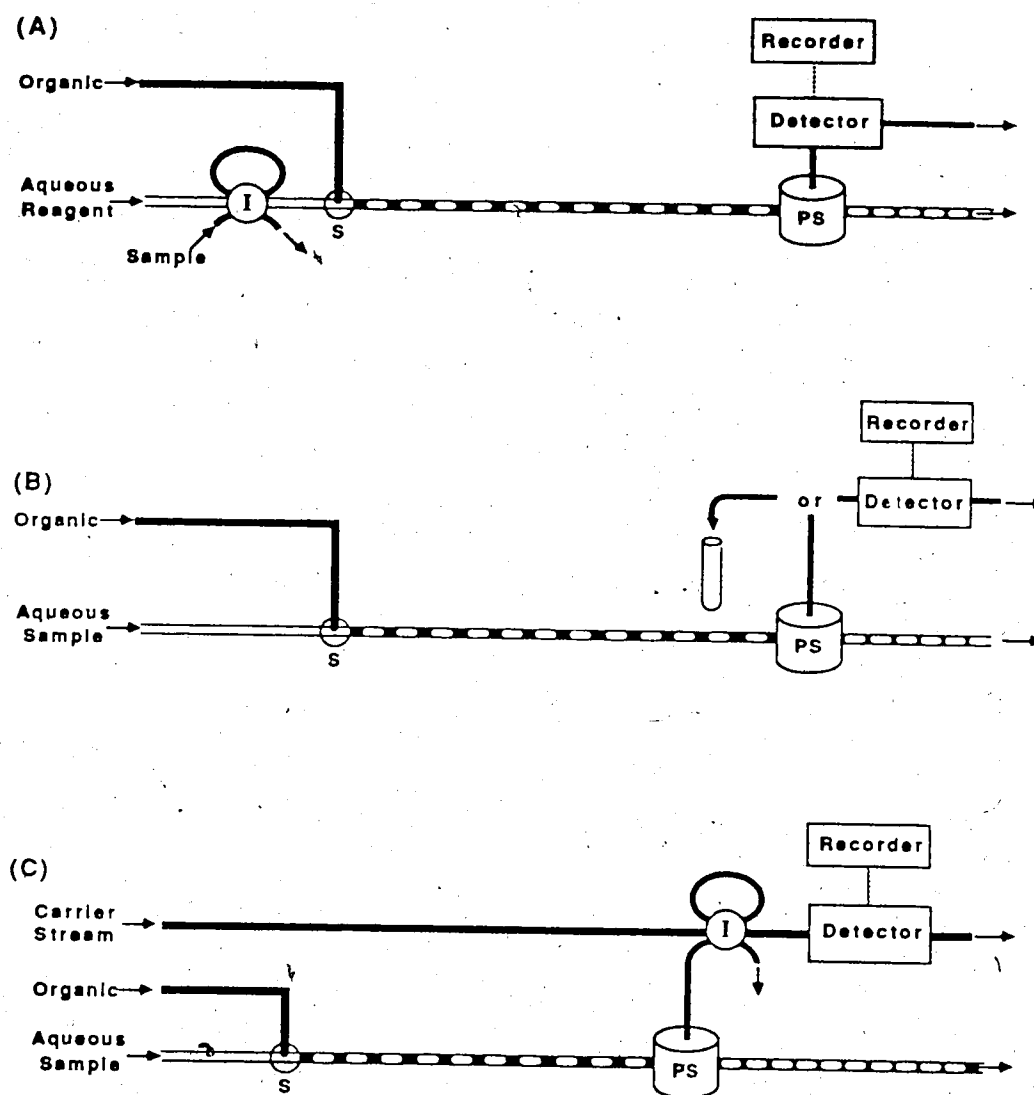 (A)
Recorder
Organic
Detector
Aqueous
Reagent
I
S
PS
Sample
(B)
Recorder
Organic
or
Detector
Aqueous
Sample
S
PS
(C)
Recorder
Carrier
Stream
I
Detector
Organic
Aqueous
Sample
S
PS